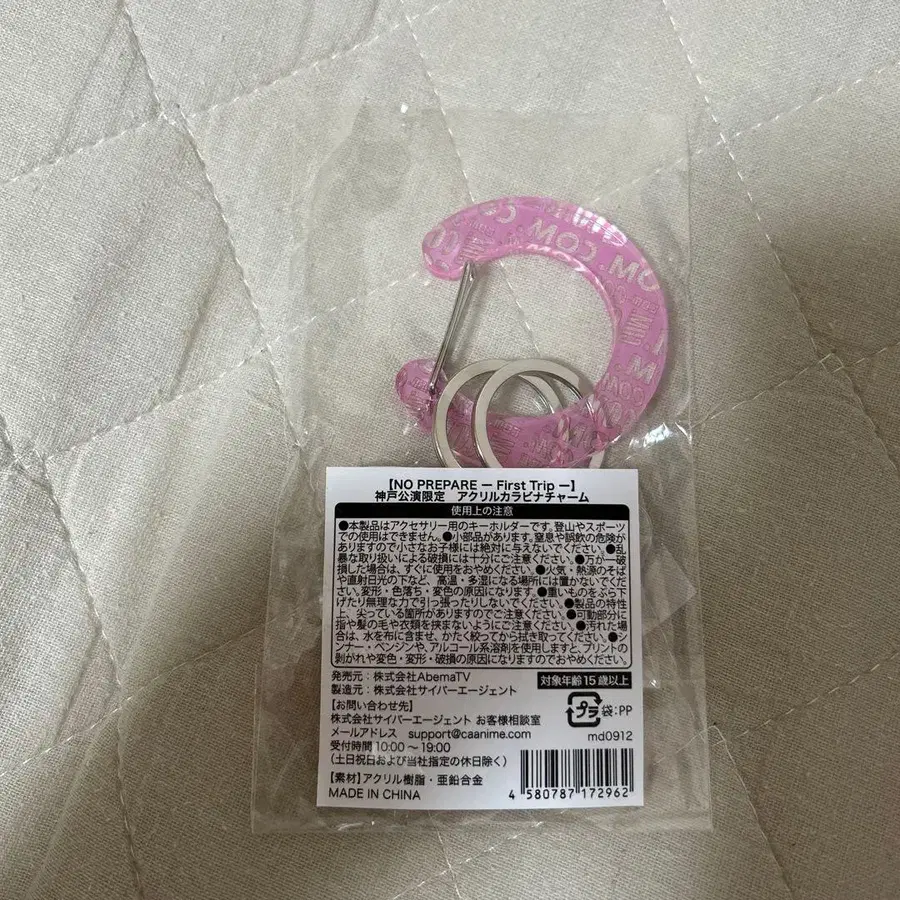 COM.
COW.
MILLI
【NO PREPARE ー First Trip ー】
神戸公演限定　アクリルカラビナチャーム
使用上の注意
●本製品はアクセサリー用のキーホルダーです。登山やスポーツ
での使用はできません。●小部品があります。窒息や誤飲の危険が
ありますので小さなお子様には絶対に与えないでください。●乱
暴な取り扱いによる破損には十分にご注意ください。●万が一破
損した場合は、すぐに使用をおやめください。●火気・熱源のそば
や直射日光の下など、高温・多湿になる場所には置かないでくだ
さい。変形・色落ち・変色の原因になります。●重いものをぶら下
げたり無理な力で引っ張ったりしないでください。●製品の特性
上、尖っている箇所がありますのでご注意ください。●可動部分に
指や髪の毛や衣類を挟まないようにご注意ください。●汚れた場
合は、水を布に含ませ、かたく絞ってから拭き取ってください。●シ
ンナー・ベンジンや、アルコール系溶剤を使用しますと、プリントの
剥がれや変色・変形・破損の原因になりますのでおやめください。
発売元：株式会社AbemaTV
対象年齢15歳以上
製造元：株式会社サイバーエージェント
【お問い合わせ先】
プラ 袋:PP
株式会社サイバーエージェント お客様相談室
メールアドレス　support@caanime.com
md0912
受付時間 10:00 ～ 19:00
(土日祝日および当社指定の休日除く)
【素材】アクリル樹脂・亜鉛合金
MADE IN CHINA
4 580787 172962